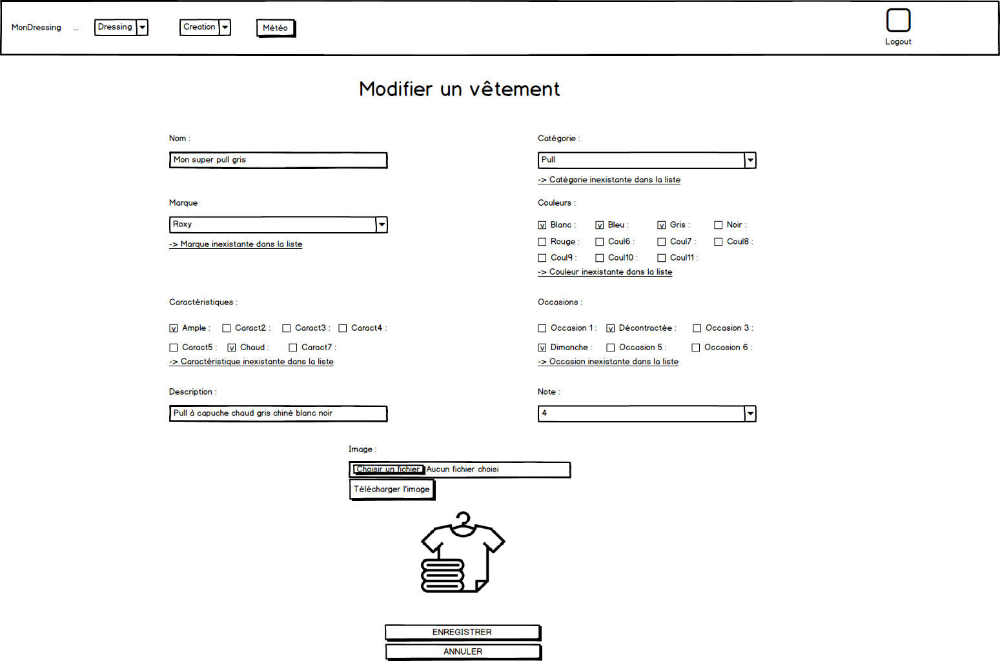 MonDressing ... Dressing Creation Météo
Logout
Modifier un vêtement
Nom :
Mon super pull gris
Catégorie :
Pull
-> Catégorie inexistante dans la liste
Marque
Roxy
-> Marque inexistante dans la liste
Couleurs :
v Blanc : v Bleu : v Gris : Noir :
Rouge : Coul6 : Coul7 : Coul8 :
Coul9 : Coul10 : Coul11 :
-> Couleur inexistante dans la liste
Caractéristiques :
v Ample : Caract2 : Caract3 : Caract4 :
Caract5 : v Chaud : Caract7 :
-> Caractéristique inexistante dans la liste
Occasions :
Occasion 1 : v Décontractée : Occasion 3 :
v Dimanche : Occasion 5 : Occasion 6 :
-> Occasion inexistante dans la liste
Description :
Pull à capuche chaud gris chiné blanc noir
Note :
4
Image :
Choisir un fichier Aucun fichier choisi
Télécharger l'image
ENREGISTRER
ANNULER